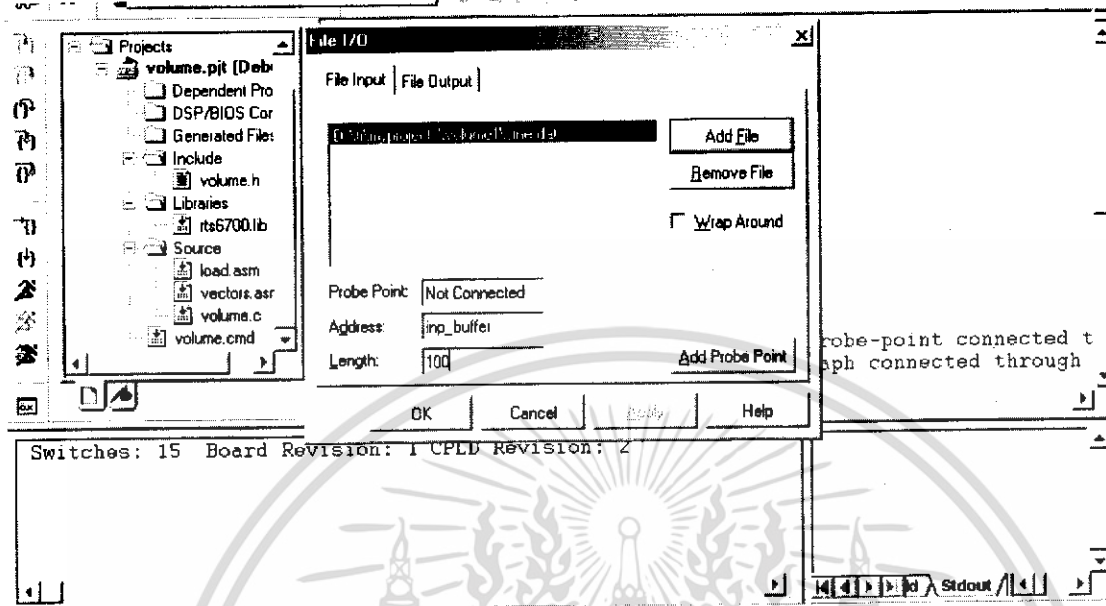 Projects
volume.pjt (Deb
Dependent Pro
DSP/BIOS Cor
Generated Files
Include
volume.h
Libraries
rts6700.lib
Source
load.asm
vectors.asr
volume.c
volume.cmd
File I/O
File Input
File Output
Add File
Remove File
Wrap Around
Probe Point: Not Connected
Address: inp_buffer
Length: 100
Add Probe Point
OK
Cancel
Apply
Help
robe-point connected t
aph connected through
Switches: 15 Board Revision: 1 CPLD Revision: 2
Stdout